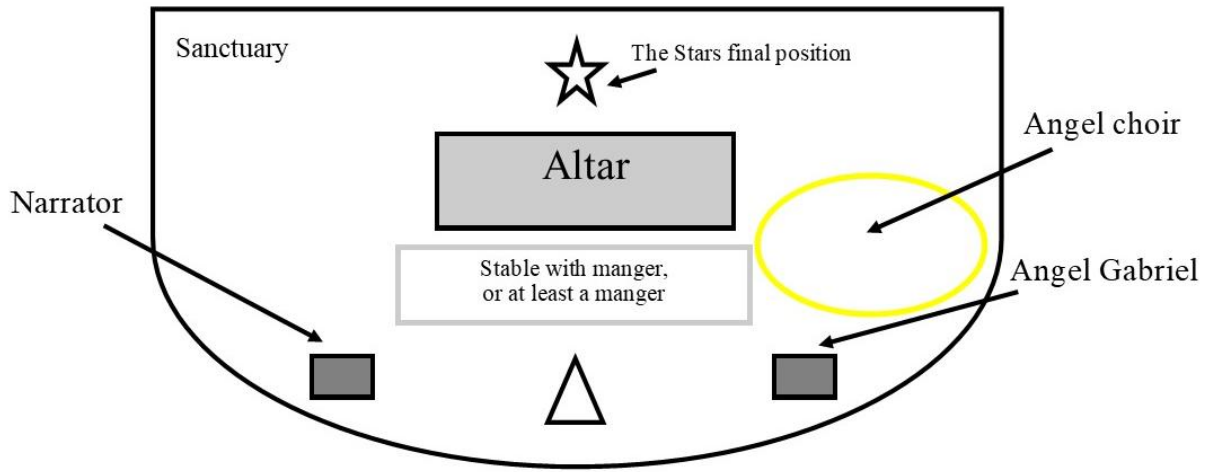 Sanctuary
The Stars final position
Altar
Angel choir
Narrator
Stable with manger,
or at least a manger
Angel Gabriel